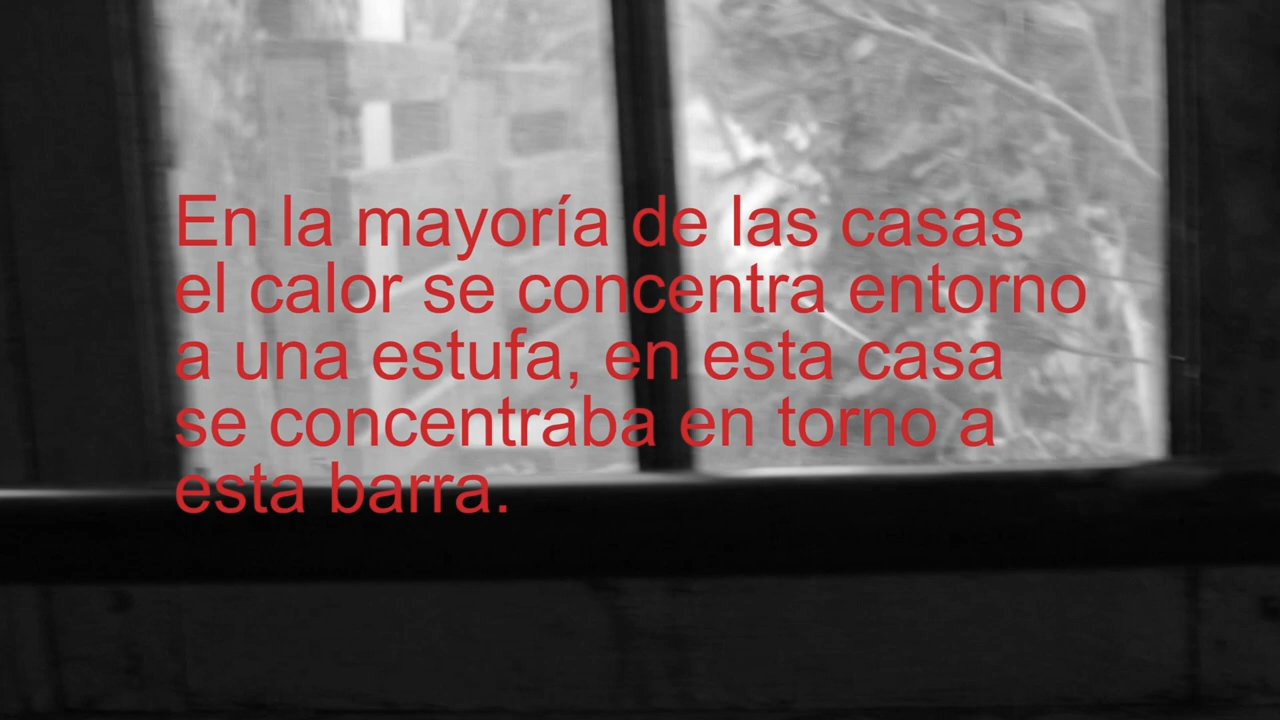 En la mayoría de las casas
el calor se concentra entorno
a una estufa, en esta casa
se concentraba en torno a
esta barra.